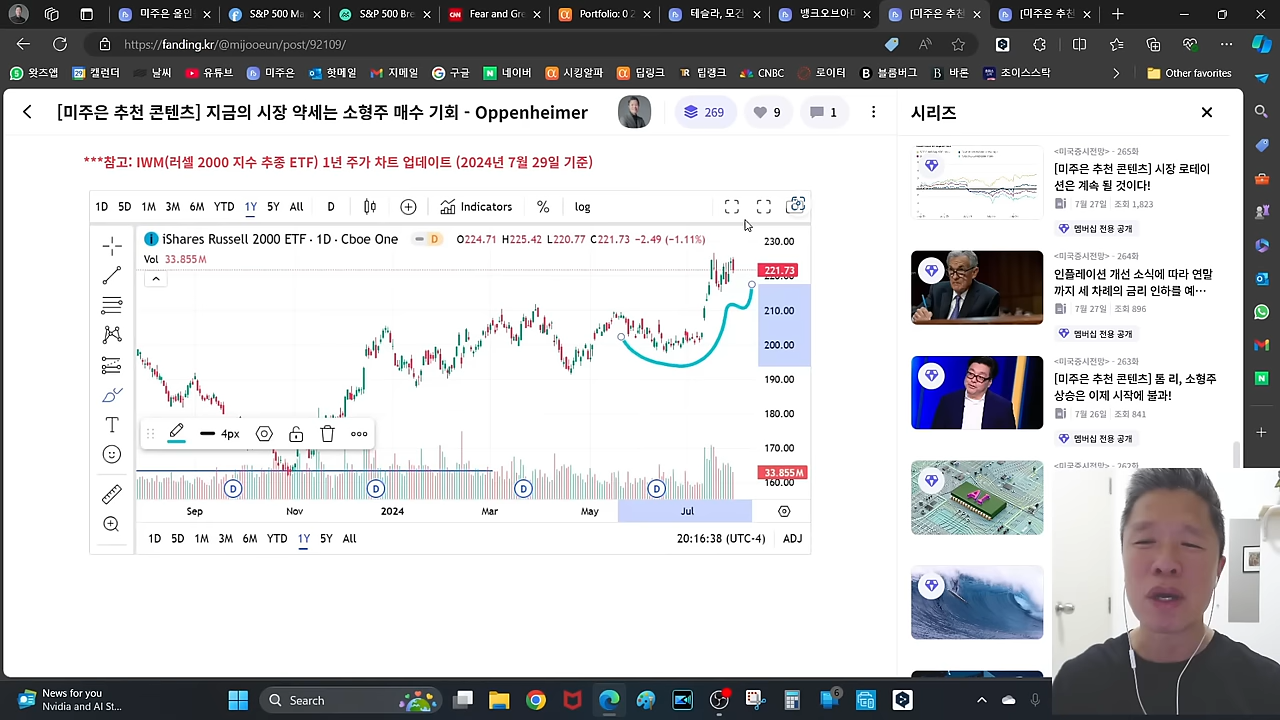 [미주은 올인
S&P 500 Ma
S&P 500 Bre
Fear and Gre
Portfolio: 0 2
테슬라, 모건
뱅크오브아메
[미주은 추천
[미주은 추천
https://fanding.kr/@mijooeun/post/92109/
왓츠앱
캘린더
날씨
유튜브
미주은
핫메일
지메일
구글
네이버
시킹알파
딥링크
팁랭크
CNBC
로이터
블룸버그
바론
초이스스탁
Other favorites
[미주은 추천 콘텐츠] 지금의 시장 약세는 소형주 매수 기회 - Oppenheimer
269
9
1
시리즈
***참고: IWM(러셀 2000 지수 추종 ETF) 1년 주가 차트 업데이트 (2024년 7월 29일 기준)
1D 5D 1M 3M 6M YTD 1Y 5Y All
D
Indicators
%
log
iShares Russell 2000 ETF · 1D · Cboe One
D
O224.71 H225.42 L220.77 C221.73 −2.49 (−1.11%)
Vol 33.855M
230.00
221.73
210.00
200.00
190.00
180.00
170.00
33.855M
160.00
4px
D
D
D
D
Sep
Nov
2024
Mar
May
Jul
1D 5D 1M 3M 6M YTD 1Y 5Y All
20:16:38 (UTC-4)
ADJ
<미국증시전망> · 265화
[미주은 추천 콘텐츠] 시장 로테이
션은 계속 될 것이다!
7월 27일
조회 1,823
멤버십 전용 공개
<미국증시전망> · 264화
인플레이션 개선 소식에 따라 연말
까지 세 차례의 금리 인하를 예…
7월 27일
조회 896
멤버십 전용 공개
<미국증시전망> · 263화
[미주은 추천 콘텐츠] 톰 리, 소형주
상승은 이제 시작에 불과!
7월 26일
조회 841
멤버십 전용 공개
<미국증시전망> · 262화
AI
News for you
Nvidia and AI St...
Search
6